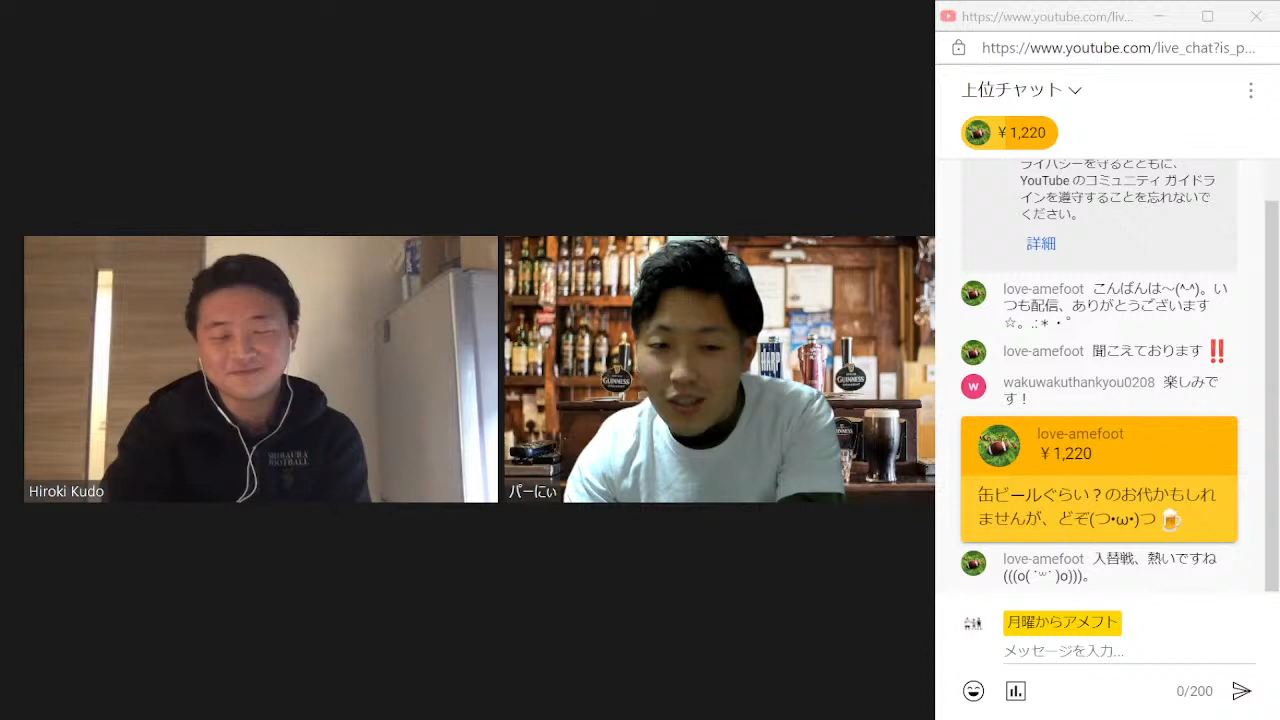 https://www.youtube.com/liv...
https://www.youtube.com/live_chat?is_p...
上位チャット
￥1,220
ライバシーを守るとともに、
YouTube のコミュニティ ガイドラ
インを遵守することを忘れないで
ください。
詳細
love-amefoot こんばんは〜(^^)。い
つも配信、ありがとうございます
☆。.:＊・ﾟ
love-amefoot 聞こえております‼
W
wakuwakuthankyou0208 楽しみで
す！
love-amefoot
￥1,220
缶ビールぐらい？のお代かもしれ
ませんが、どぞ(つ•ω•)つ🍺
love-amefoot 入替戦、熱いですね
(((o( ˊᵕˋ )o)))。
月曜からアメフト
メッセージを入力...
0/200
Hiroki Kudo
SHIBAURA
FOOTBALL
パーにぃ
GUINNESS
HARP
GUINNESS